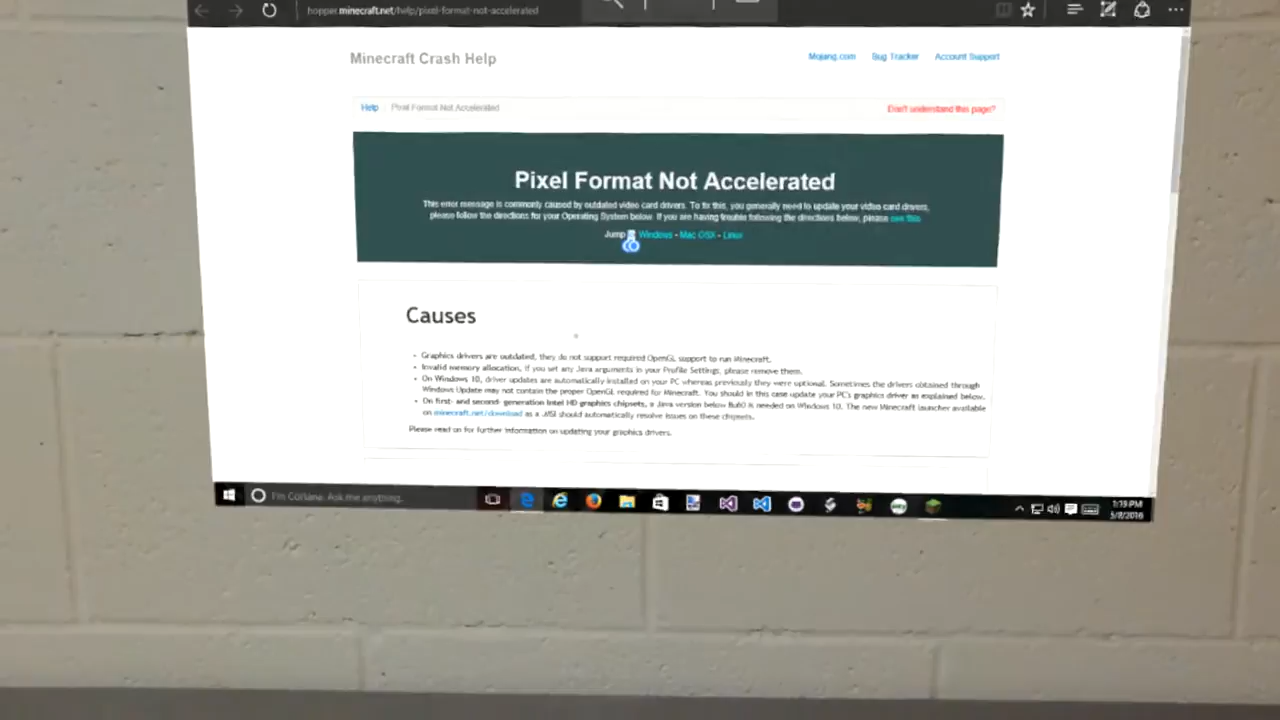 hopper.minecraft.net/help/pixel-format-not-accelerated
Minecraft Crash Help
Mojang.com Bug Tracker Account Support
Help Pixel Format Not Accelerated
Don't understand this page?
Pixel Format Not Accelerated
This error message is commonly caused by outdated video card drivers. To fix this, you generally need to update your video card drivers,
please follow the directions for your Operating System below. If you are having trouble following the directions below, please see this.
Jump Windows - Mac OSX - Linux
Causes
• Graphics drivers are outdated, they do not support required OpenGL support to run Minecraft.
• Invalid memory allocation, if you set any Java arguments in your Profile Settings, please remove them.
• On Windows 10, driver updates are automatically installed on your PC whereas previously they were optional. Sometimes the drivers obtained through
Windows Update may not contain the proper OpenGL required for Minecraft. You should in this case update your PC's graphics driver as explained below.
• On first- and second- generation Intel HD graphics chipsets, a Java version below 8u60 is needed on Windows 10. The new Minecraft launcher available
on minecraft.net/download as a .MSI should automatically resolve issues on these chipsets.
Please read on for further information on updating your graphics drivers.
I'm Cortana. Ask me anything.
1:19 PM
5/8/2016